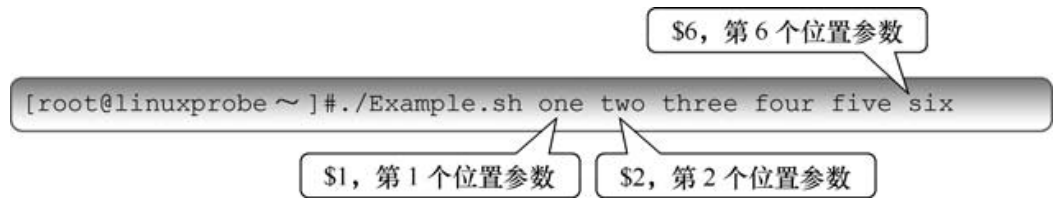 $6，第 6 个位置参数
[root@linuxprobe ～ ]#./Example.sh one two three four five six
$1，第 1 个位置参数
$2，第 2 个位置参数